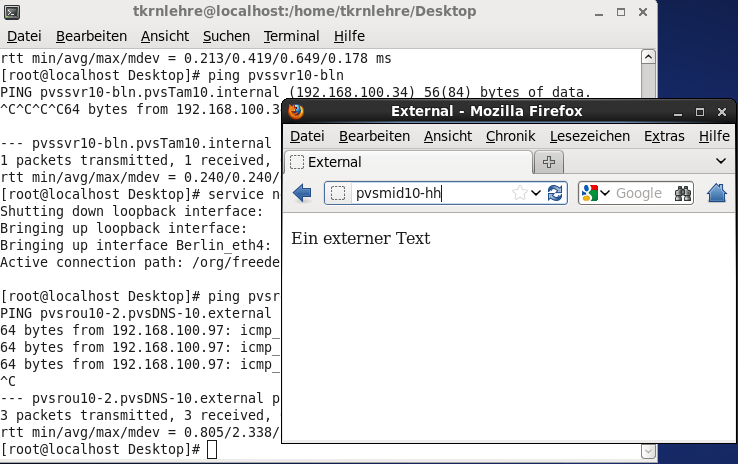 tkrnlehre@localhost:/home/tkrnlehre/Desktop
Datei Bearbeiten Ansicht Suchen Terminal Hilfe
rtt min/avg/max/mdev = 0.213/0.419/0.649/0.178 ms
[root@localhost Desktop]# ping pvssvr10-bln
PING pvssvr10-bln.pvsTam10.internal (192.168.100.34) 56(84) bytes of data.
^C^C^C^C64 bytes from 192.168.100.3
--- pvssvr10-bln.pvsTam10.internal
1 packets transmitted, 1 received,
rtt min/avg/max/mdev = 0.240/0.240/
[root@localhost Desktop]# service n
Shutting down loopback interface:
Bringing up loopback interface:
Bringing up interface Berlin_eth4:
Active connection path: /org/freede
[root@localhost Desktop]# ping pvsr
PING pvsrou10-2.pvsDNS-10.external
64 bytes from 192.168.100.97: icmp_
64 bytes from 192.168.100.97: icmp_
64 bytes from 192.168.100.97: icmp_
^C
--- pvsrou10-2.pvsDNS-10.external p
3 packets transmitted, 3 received,
rtt min/avg/max/mdev = 0.805/2.338/
[root@localhost Desktop]#
External - Mozilla Firefox
Datei Bearbeiten Ansicht Chronik Lesezeichen Extras Hilfe
External
pvsmid10-hh
Google
Ein externer Text